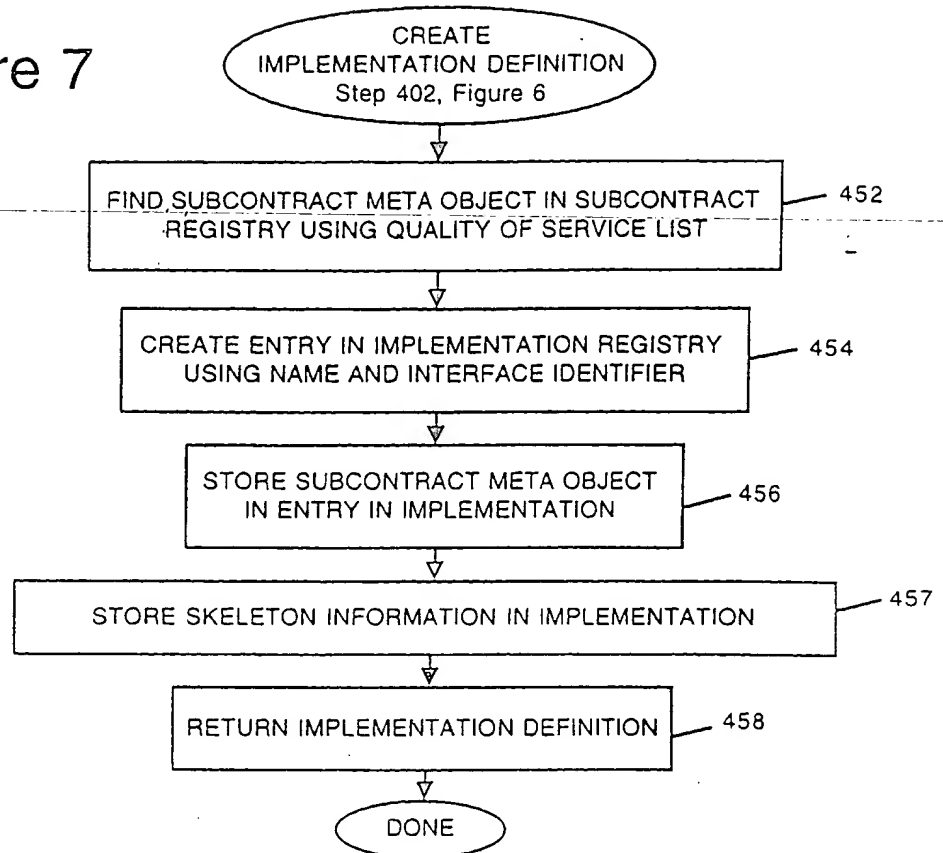 re 7
CREATE
IMPLEMENTATION DEFINITION
Step 402, Figure 6
FIND SUBCONTRACT META OBJECT IN SUBCONTRACT
REGISTRY USING QUALITY OF SERVICE LIST
452
CREATE ENTRY IN IMPLEMENTATION REGISTRY
USING NAME AND INTERFACE IDENTIFIER
454
STORE SUBCONTRACT META OBJECT
IN ENTRY IN IMPLEMENTATION
456
STORE SKELETON INFORMATION IN IMPLEMENTATION
457
RETURN IMPLEMENTATION DEFINITION
458
DONE